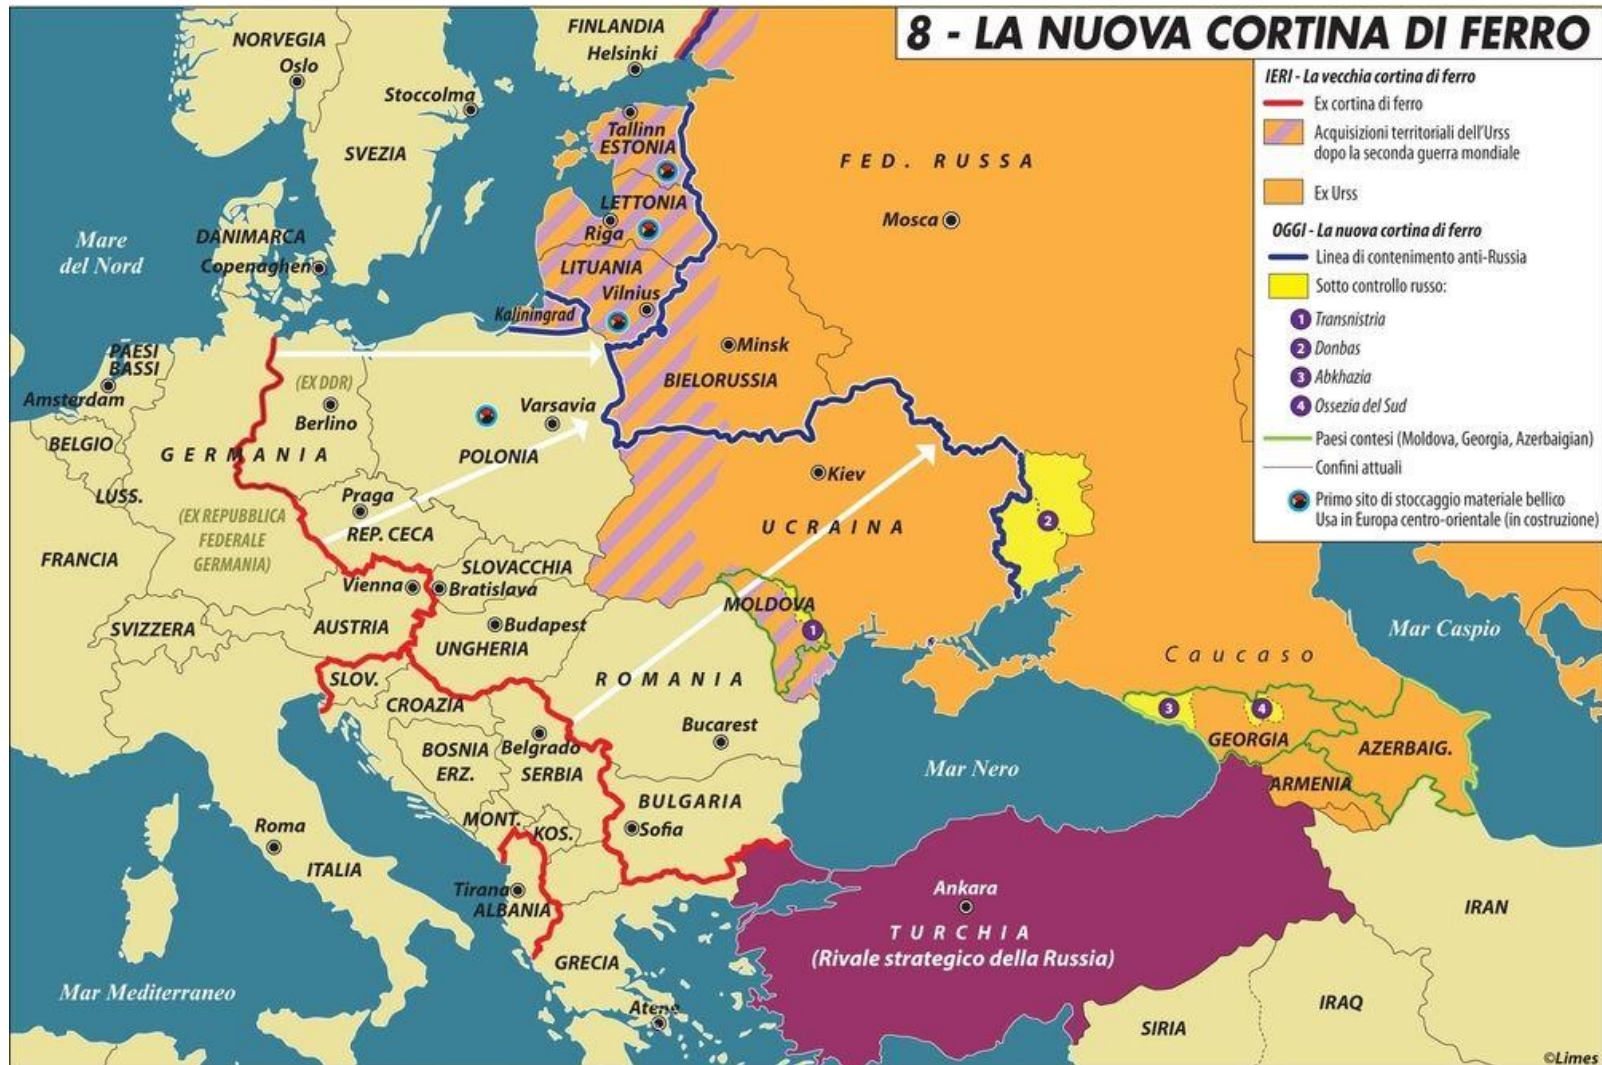 8 - LA NUOVA CORTINA DI FERRO
IERI - La vecchia cortina di ferro
Ex cortina di ferro
Acquisizioni territoriali dell'Urss
dopo la seconda guerra mondiale
Ex Urss
OGGI - La nuova cortina di ferro
Linea di contenimento anti-Russia
Sotto controllo russo:
1 Transnistria
2 Donbas
3 Abkhazia
4 Ossezia del Sud
Paesi contesi (Moldova, Georgia, Azerbaigian)
Confini attuali
Primo sito di stoccaggio materiale bellico
Usa in Europa centro-orientale (in costruzione)
NORVEGIA
Oslo
FINLANDIA
Helsinki
Stoccolma
SVEZIA
Tallinn
ESTONIA
FED. RUSSA
LETTONIA
Riga
Mosca
Mare
del Nord
DANIMARCA
Copenaghen
LITUANIA
Vilnius
Kaliningrad
Minsk
BIELORUSSIA
PAESI
BASSI
Amsterdam
(EX DDR)
Berlino
Varsavia
BELGIO
GERMANIA
POLONIA
Kiev
LUSS.
Praga
REP. CECA
(EX REPUBBLICA
FEDERALE
GERMANIA)
UCRAINA
2
FRANCIA
SLOVACCHIA
Vienna
Bratislava
MOLDOVA
1
SVIZZERA
AUSTRIA
Budapest
UNGHERIA
Mar Caspio
Caucaso
SLOV.
CROAZIA
ROMANIA
3
4
Bucarest
BOSNIA
ERZ.
Belgrado
SERBIA
GEORGIA
AZERBAIG.
Mar Nero
ARMENIA
BULGARIA
Sofia
MONT.
KOS.
Roma
ITALIA
Tirana
ALBANIA
Ankara
TURCHIA
(Rivale strategico della Russia)
IRAN
GRECIA
Mar Mediterraneo
Atene
IRAQ
SIRIA
©Limes